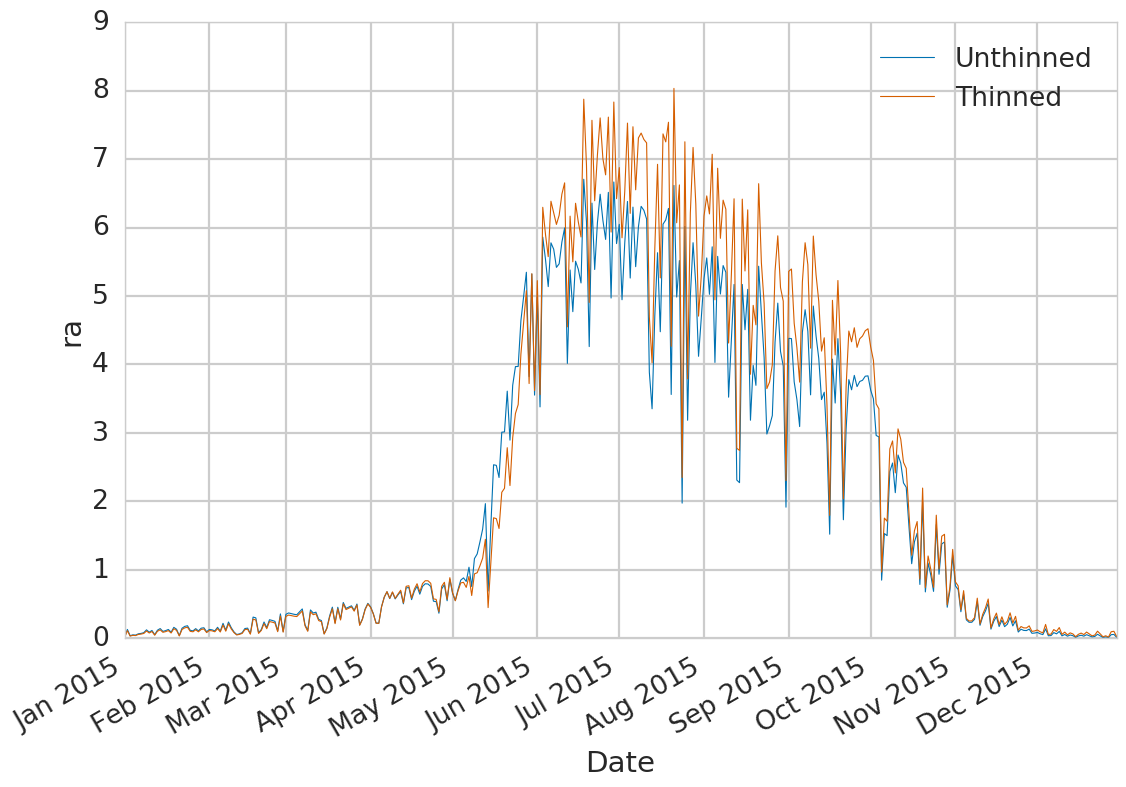 9
8
7
6
5
4
3
2
1
0
ra
Unthinned
Thinned
Jan 2015
Feb 2015
Mar 2015
Apr 2015
May 2015
Jun 2015
Jul 2015
Aug 2015
Sep 2015
Oct 2015
Nov 2015
Dec 2015
Date